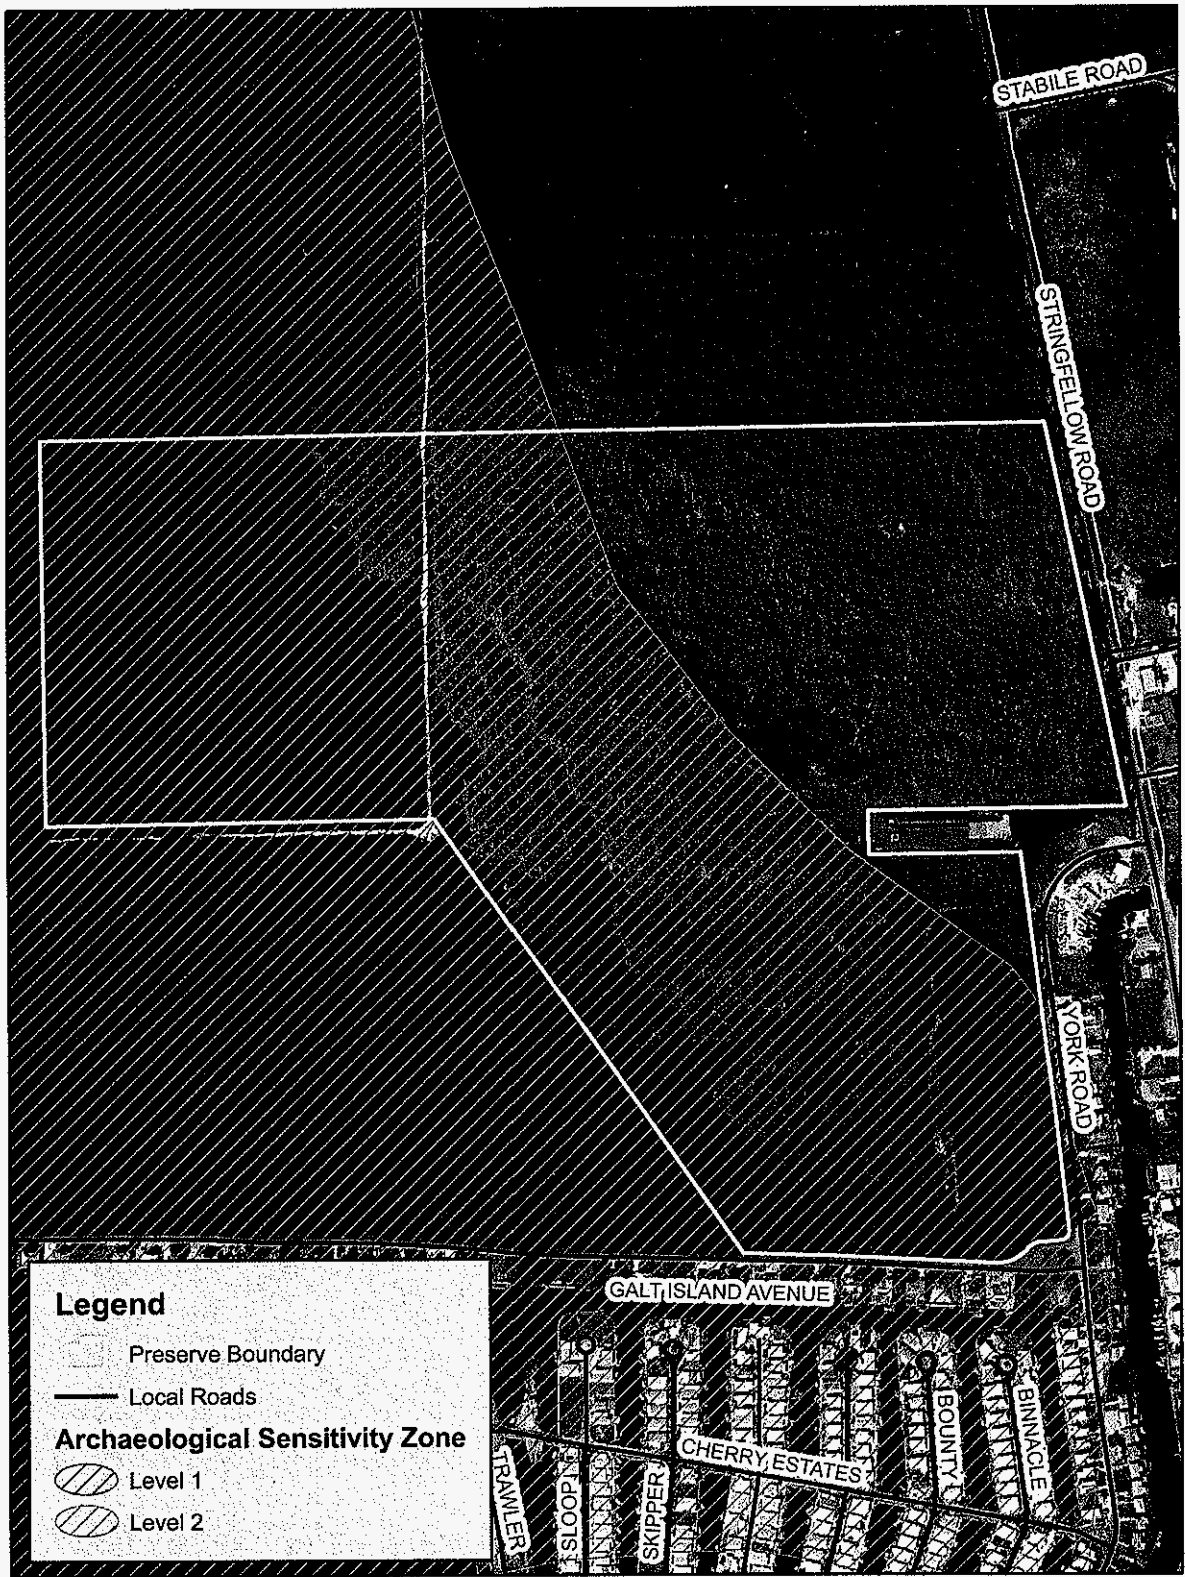 STABILE ROAD
STRINGFELLOW ROAD
YORK ROAD
GALT ISLAND AVENUE
CHERRY ESTATES
TRAWLER
SLOOP
SKIPPER
BOUNTY
BINNACLE
Legend
Preserve Boundary
Local Roads
Archaeological Sensitivity Zone
Level 1
Level 2